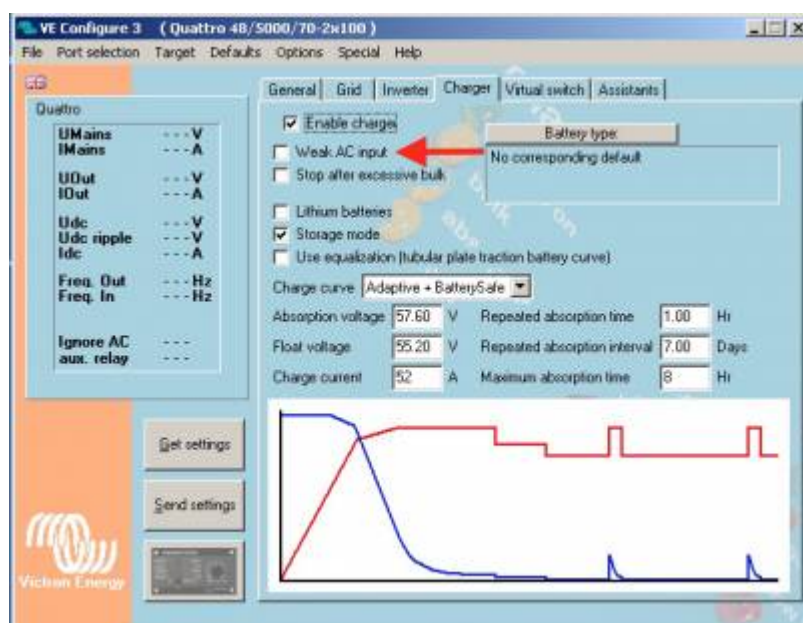 VE Configure 3 ( Quattro 48/5000/70-2x100 )
File Port selection Target Defaults Options Special Help
General Grid Inverter Charger Virtual switch Assistants
Quattro
UMains ---V
IMains ---A
UOut ---V
IOut ---A
Udc ---V
Udc ripple ---V
Idc ---A
Freq. Out ---Hz
Freq. In ---Hz
Ignore AC ---
aux. relay ---
Get settings
Send settings
Victron Energy
Enable charger
Battery type:
Weak AC input
No corresponding default
Stop after excessive bulk
Lithium batteries
Storage mode
Use equalization (tubular plate traction battery curve)
Charge curve Adaptive + BatterySafe
Absorption voltage 57.60 V Repeated absorption time 1.00 Hr
Float voltage 55.20 V Repeated absorption interval 7.00 Days
Charge current 52 A Maximum absorption time 8 Hr